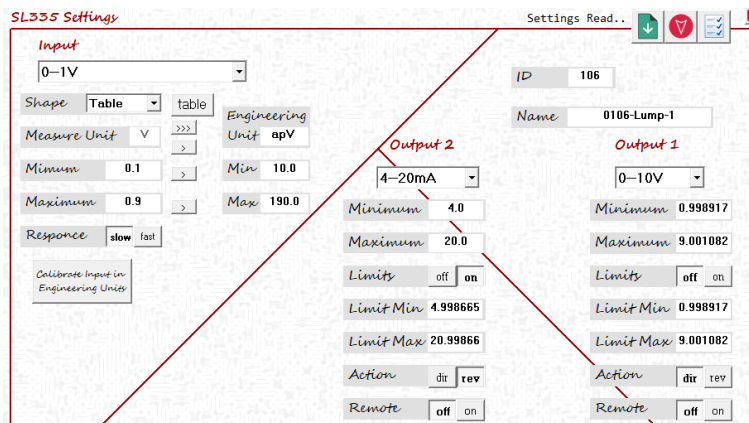 SL335 Settings
Settings Read..
Input
0-1V
ID 106
Shape Table table
Engineering
Name 0106-Lump-1
Measure Unit V >>> Unit apV
>
Output 2
Output 1
Mimum 0.1 > Min 10.0
4-20mA
0-10V
Maximum 0.9 > Max 190.0
Minimum 4.0
Minimum 0.998917
Responce slow fast
Maximum 20.0
Maximum 9.001082
Calibrate Input in
Engineering Units
Limits off on
Limits off on
Limit Min 4.998665
Limit Min 0.998917
Limit Max 20.99866
Limit Max 9.001082
Action dir rev
Action dir rev
Remote off on
Remote off on